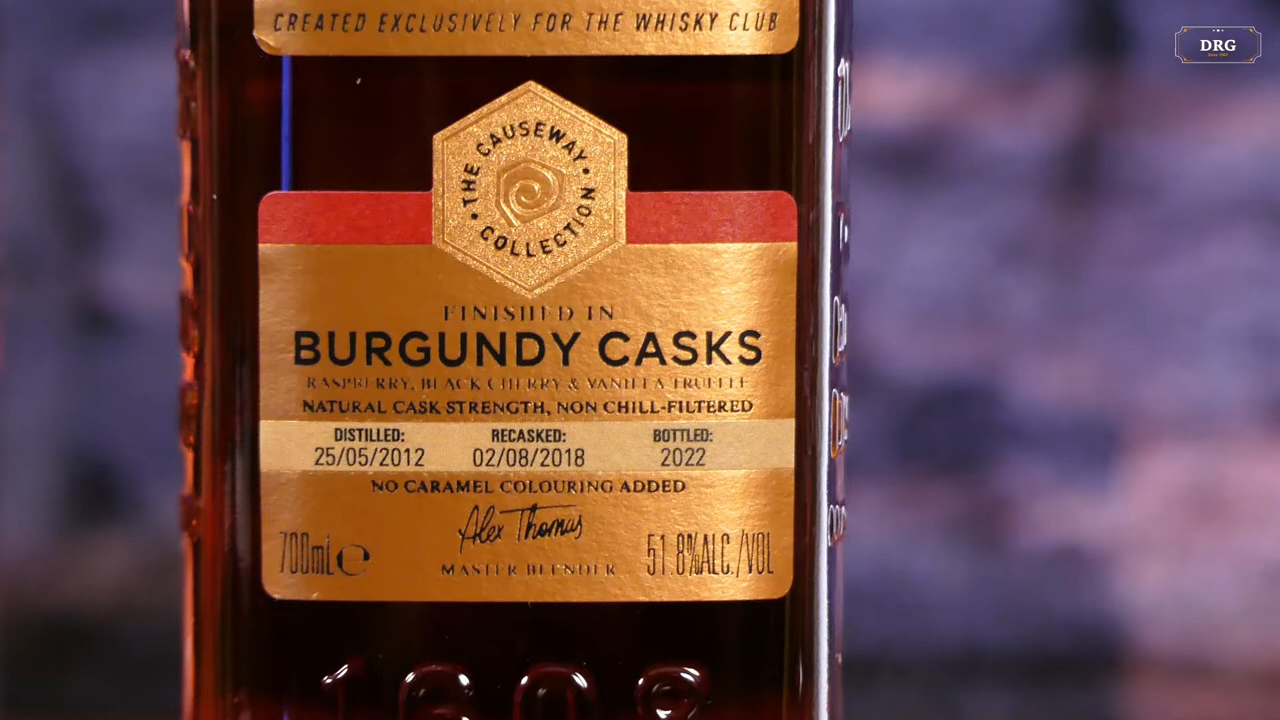 CREATED EXCLUSIVELY FOR THE WHISKY CLUB
DRG
• THE CAUSEWAY •
COLLECTION
FINISHED IN
BURGUNDY CASKS
RASPBERRY, BLACK CHERRY & VANILLA TRUFFLE
NATURAL CASK STRENGTH, NON CHILL-FILTERED
DISTILLED: RECASKED: BOTTLED:
25/05/2012 02/08/2018 2022
NO CARAMEL COLOURING ADDED
Alex Thomas
700ml e MASTER BLENDER 51.8%ALC./VOL
1608